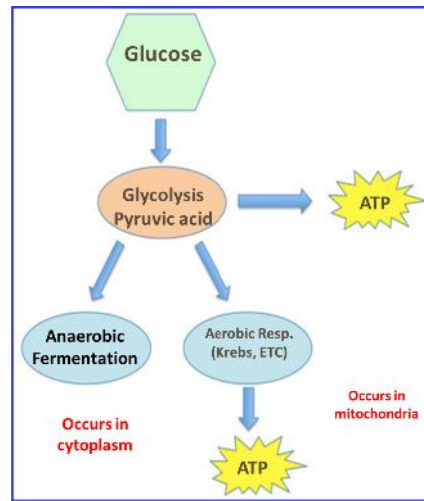 Glucose
Glycolysis
Pyruvic acid
ATP
Anaerobic
Fermentation
Aerobic Resp.
(Krebs, ETC)
Occurs in
cytoplasm
Occurs in
mitochondria
ATP